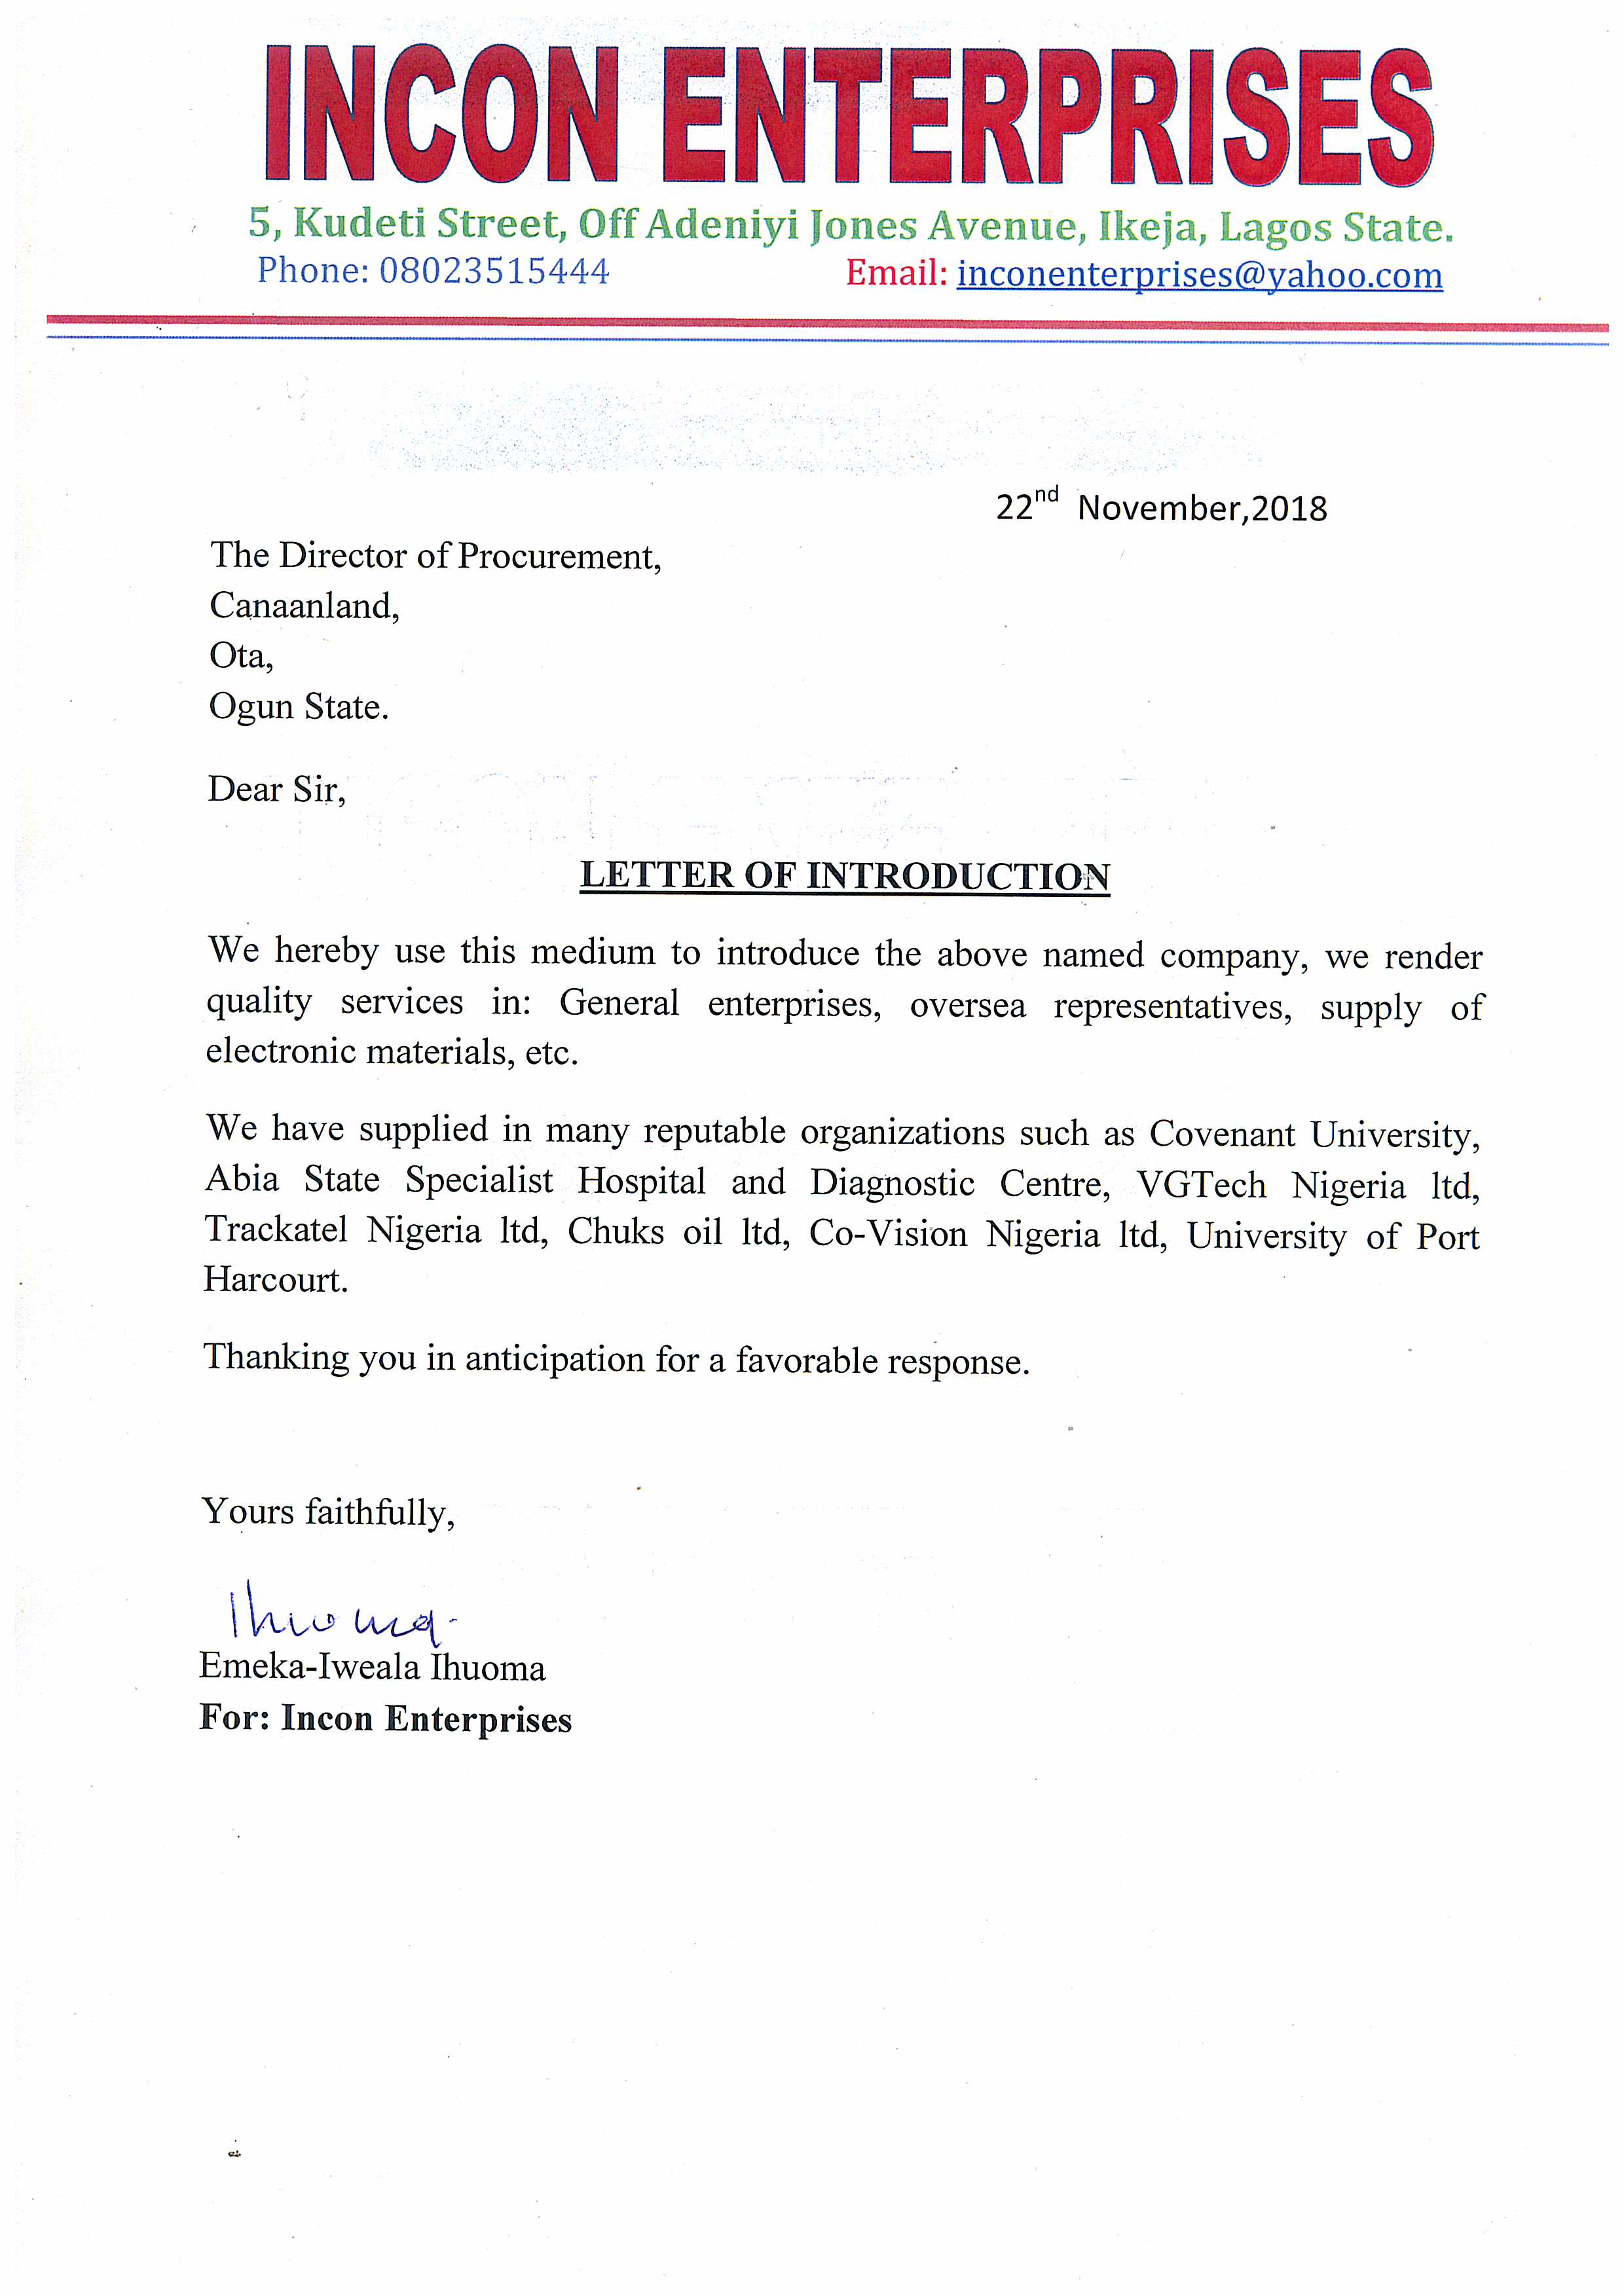 INCON ENTERPRISES
5, Kudeti Street, Off Adeniyi Jones Avenue, Ikeja, Lagos State.
Phone: 08023515444 Email: inconenterprises@yahoo.com
22nd November,2018
The Director of Procurement,
Canaanland,
Ota,
Ogun State.
Dear Sir,
LETTER OF INTRODUCTION
We hereby use this medium to introduce the above named company, we render
quality services in: General enterprises, oversea representatives, supply of
electronic materials, etc.
We have supplied in many reputable organizations such as Covenant University,
Abia State Specialist Hospital and Diagnostic Centre, VGTech Nigeria ltd,
Trackatel Nigeria ltd, Chuks oil ltd, Co-Vision Nigeria ltd, University of Port
Harcourt.
Thanking you in anticipation for a favorable response.
Yours faithfully,
Ihuoma
Emeka-Iweala Ihuoma
For: Incon Enterprises